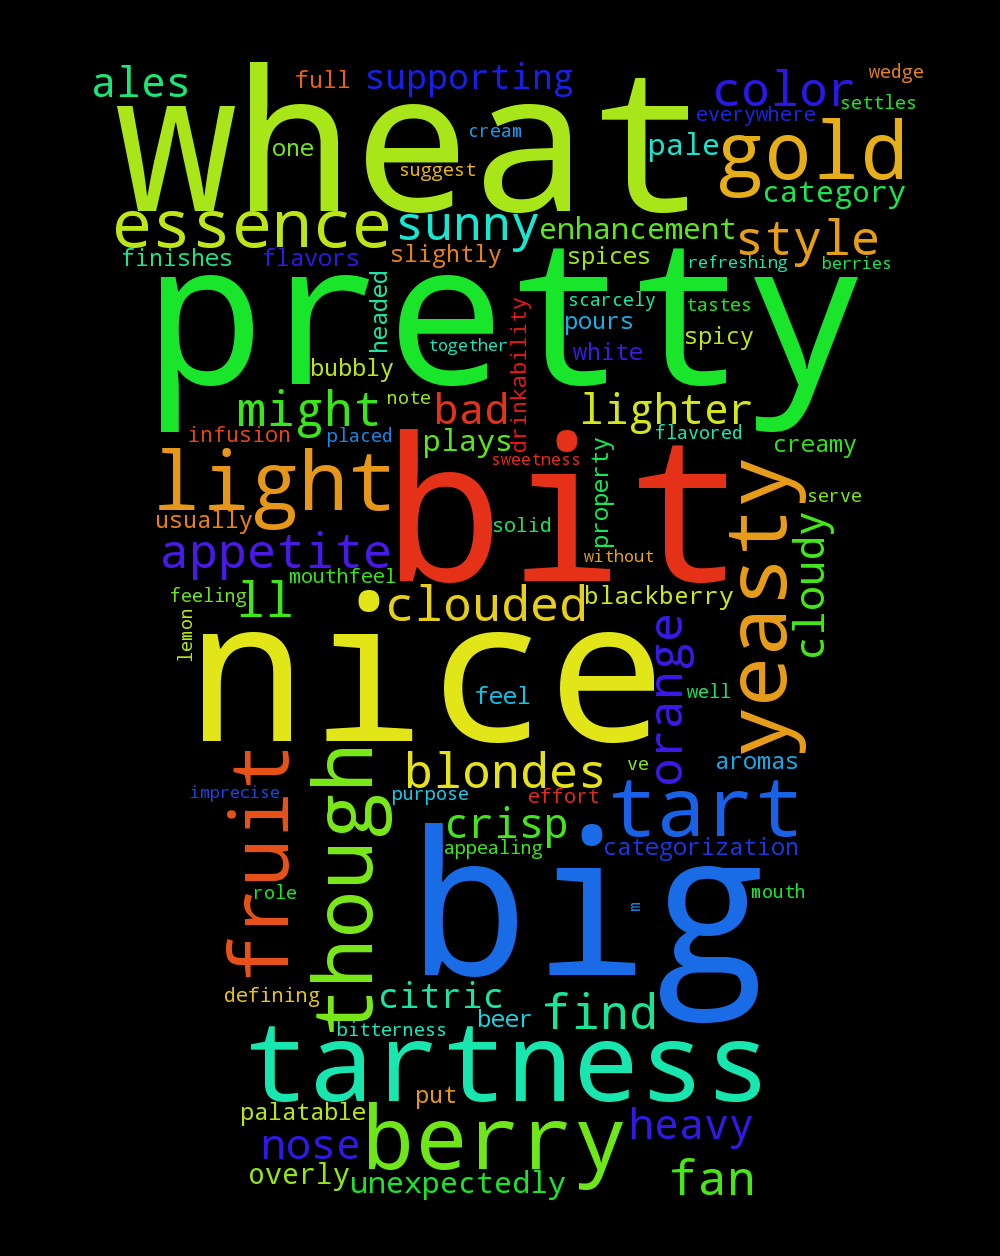 wedge
ales
full
supporting
color
settles
wheat
everywhere
cream
one
pale
gold
suggest
category
essence
sunny
enhancement
style
finishes
flavors
slightly
spices
refreshing
berries
pretty
headed
scarcely
tastes
pours
drinkability
spicy
together
white
bubbly
might
note
bad
lighter
infusion
placed
plays
flavored
creamy
light
bit
sweetness
property
yeasty
serve
usually
solid
cloudy
appetite
without
mouthfeel
feeling
ll
clouded
blackberry
lemon
nice
orange
feel
well
fruit
though
blondes
ve
aromas
imprecise
purpose
effort
tart
crisp
appealing
categorization
big
role
m
mouth
defining
citric
beer
find
bitterness
tartness
put
palatable
berry
heavy
nose
overly
unexpectedly
fan